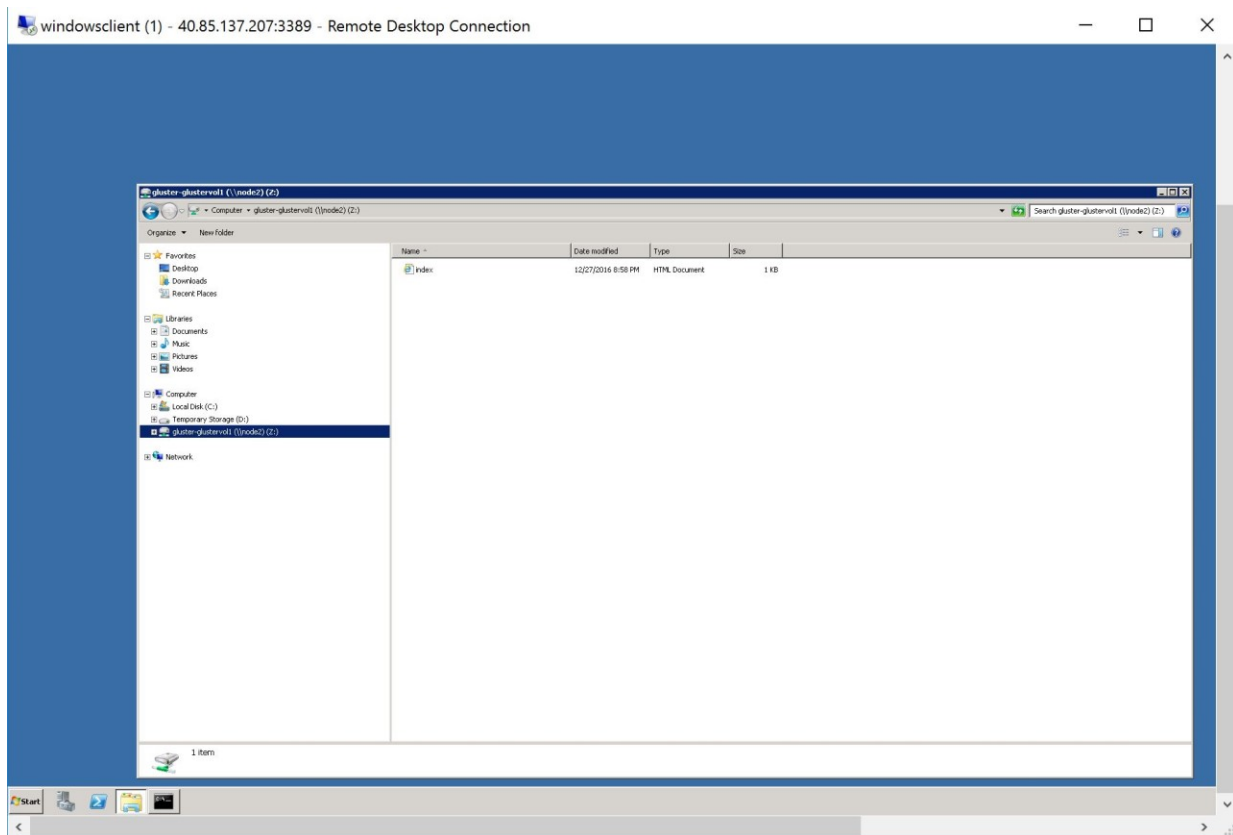 windowsclient (1) - 40.85.137.207:3389 - Remote Desktop Connection
gluster-glustervol1 (\\node2) (Z:)
Computer gluster-glustervol1 (\\node2) (Z:)
Search gluster-glustervol1 (\\node2) (Z:)
Organize New folder
Favorites
Desktop
Downloads
Recent Places
Libraries
Documents
Music
Pictures
Videos
Computer
Local Disk (C:)
Temporary Storage (D:)
gluster-glustervol1 (\\node2) (Z:)
Network
Name Date modified Type Size
index 12/27/2016 8:58 PM HTML Document 1 KB
1 item
Start